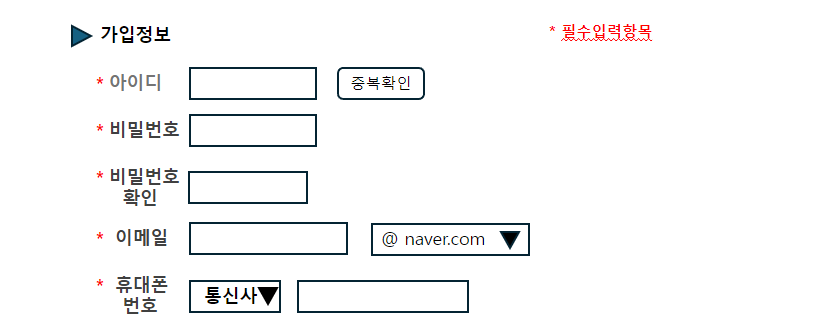 가입정보 * 필수입력항목
* 아이디 중복확인
* 비밀번호
* 비밀번호
확인
* 이메일 @ naver.com
* 휴대폰
번호 통신사